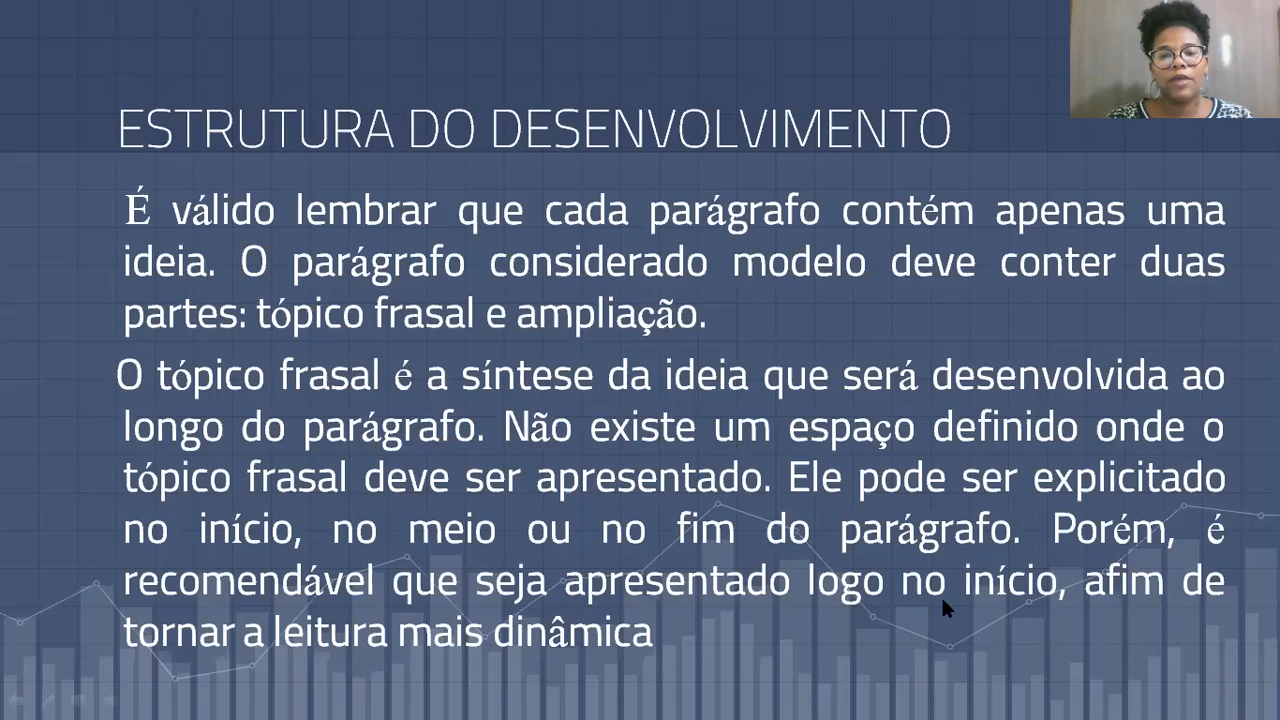 ESTRUTURA DO DESENVOLVIMENTO
É válido lembrar que cada parágrafo contém apenas uma
ideia. O parágrafo considerado modelo deve conter duas
partes: tópico frasal e ampliação.
O tópico frasal é a síntese da ideia que será desenvolvida ao
longo do parágrafo. Não existe um espaço definido onde o
tópico frasal deve ser apresentado. Ele pode ser explicitado
no início, no meio ou no fim do parágrafo. Porém, é
recomendável que seja apresentado logo no início, afim de
tornar a leitura mais dinâmica